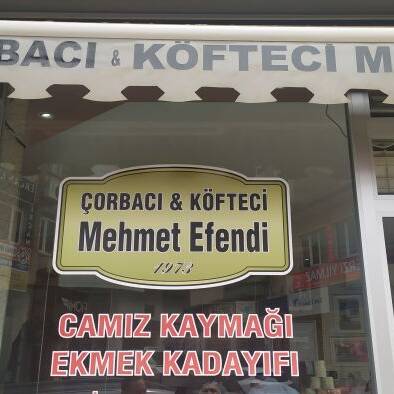 BACI & KÖFTECİ M
ÇORBACI & KÖFTECİ
Mehmet Efendi
1973
CAMIZ KAYMAĞI
EKMEK KADAYIFI